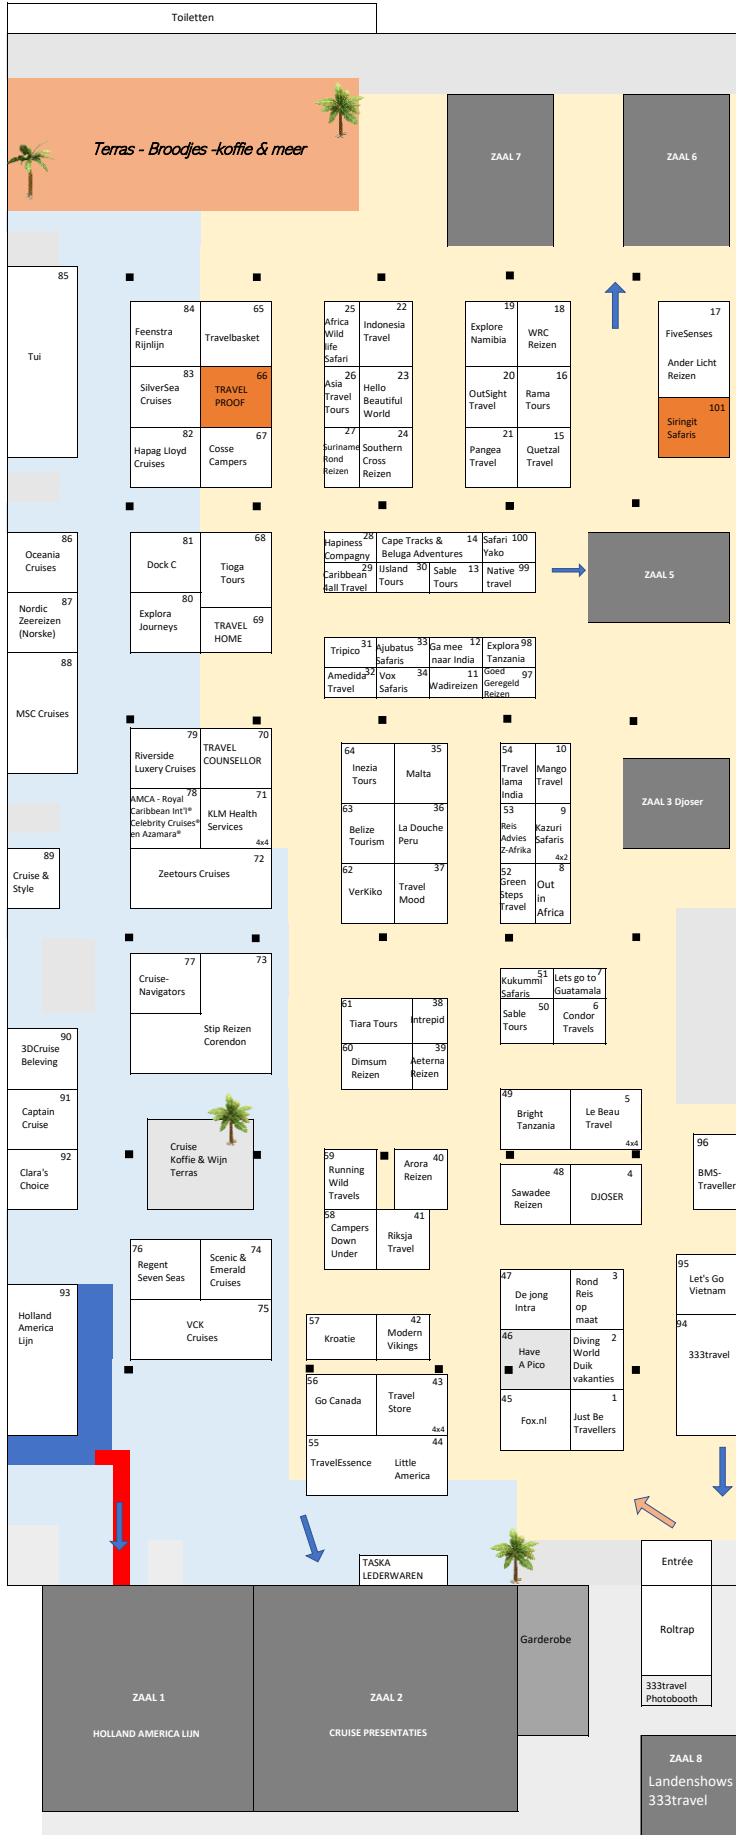 Toiletten
Terras - Broodjes -koffie & meer
ZAAL 7
ZAAL 6
85
Tui
84
Feenstra
Rijnlijn
65
Travelbasket
83
SilverSea
Cruises
66
TRAVEL
PROOF
82
Hapag Lloyd
Cruises
67
Cosse
Campers
25
Africa
Wild
life
Safari
22
Indonesia
Travel
26
Asia
Travel
Tours
23
Hello
Beautiful
World
27
Suriname
Rond
Reizen
24
Southern
Cross
Reizen
19
Explore
Namibia
18
WRC
Reizen
20
OutSight
Travel
16
Rama
Tours
21
Pangea
Travel
15
Quetzal
Travel
17
FiveSenses
Ander Licht
Reizen
101
Siringit
Safaris
86
Oceania
Cruises
87
Nordic
Zeereizen
(Norske)
88
MSC Cruises
81
Dock C
68
Tioga
Tours
80
Explora
Journeys
69
TRAVEL
HOME
28
Hapiness
Compagny
14
Cape Tracks &
Beluga Adventures
100
Safari
Yako
29
Caribbean
4all Travel
30
IJsland
Tours
13
Sable
Tours
99
Native
travel
ZAAL 5
31
Tripico
33
Ajubatus
Safaris
12
Ga mee
naar India
98
Explora
Tanzania
32
Amedida
Travel
34
Vox
Safaris
11
Wadireizen
97
Goed
Geregeld
Reizen
79
Riverside
Luxery Cruises
70
TRAVEL
COUNSELLOR
78
AMCA - Royal
Caribbean Int'l®
Celebrity Cruises®
en Azamara®
71
KLM Health
Services
4x4
72
Zeetours Cruises
64
Inezia
Tours
35
Malta
63
Belize
Tourism
36
La Douche
Peru
62
VerKiko
37
Travel
Mood
54
Travel
lama
India
10
Mango
Travel
53
Reis
Advies
Z-Afrika
9
Kazuri
Safaris
4x2
52
Green
Steps
Travel
8
Out
in
Africa
ZAAL 3 Djoser
89
Cruise &
Style
77
Cruise-
Navigators
73
Stip Reizen
Corendon
51
Kukummi
Safaris
7
Lets go to
Guatamala
50
Sable
Tours
6
Condor
Travels
61
Tiara Tours
38
Intrepid
60
Dimsum
Reizen
39
Aeterna
Reizen
90
3DCruise
Beleving
91
Captain
Cruise
92
Clara's
Choice
Cruise
Koffie & Wijn
Terras
49
Bright
Tanzania
5
Le Beau
Travel
4x4
59
Running
Wild
Travels
40
Arora
Reizen
58
Campers
Down
Under
41
Riksja
Travel
48
Sawadee
Reizen
4
DJOSER
96
BMS-
Traveller
76
Regent
Seven Seas
74
Scenic &
Emerald
Cruises
75
VCK
Cruises
93
Holland
America
Lijn
95
Let's Go
Vietnam
94
333travel
47
De jong
Intra
3
Rond
Reis
op
maat
46
Have
A Pico
2
Diving
World
Duik
vakanties
45
Fox.nl
1
Just Be
Travellers
57
Kroatie
42
Modern
Vikings
56
Go Canada
43
Travel
Store
4x4
55
TravelEssence
44
Little
America
TASKA
LEDERWAREN
Entrée
Garderobe
Roltrap
333travel
Photobooth
ZAAL 1
HOLLAND AMERICA LIJN
ZAAL 2
CRUISE PRESENTATIES
ZAAL 8
Landenshows
333travel